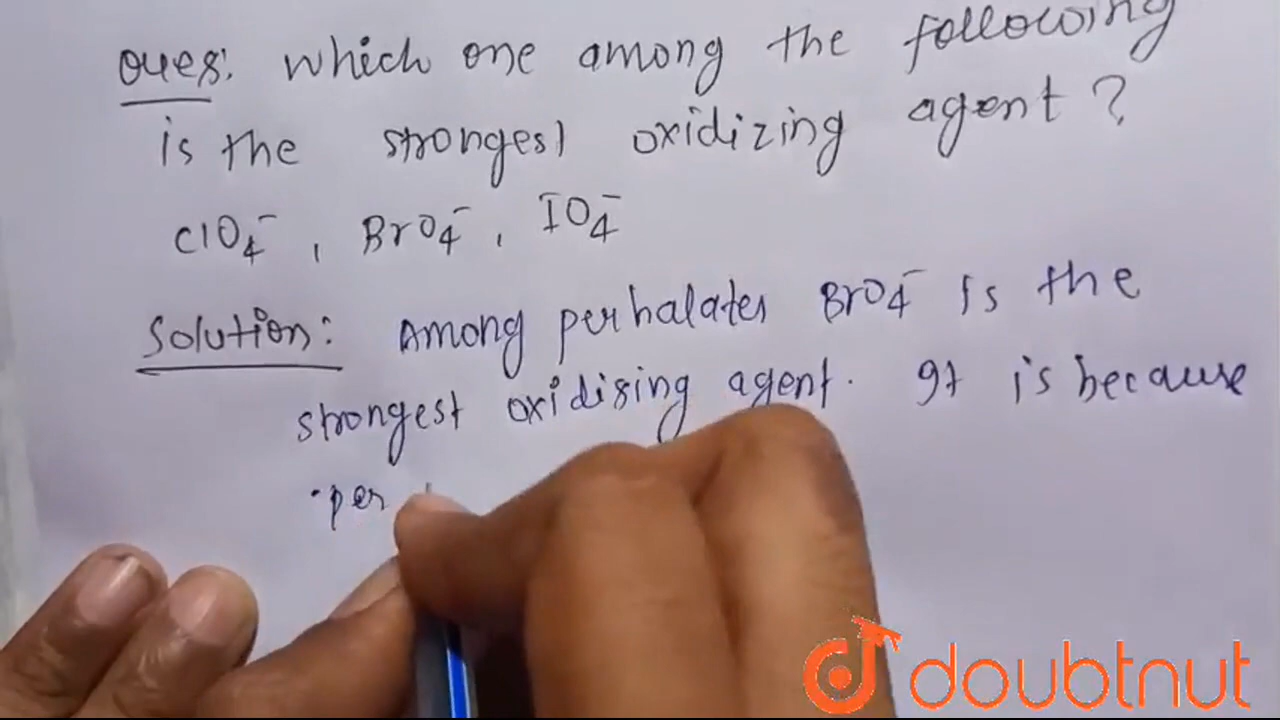 Ques: Which one among the following
is the strongest oxidizing agent?
ClO₄⁻, BrO₄⁻, IO₄⁻
Solution: Among perhalates BrO₄⁻ is the
strongest oxidising agent. It is because
per
doubtnut